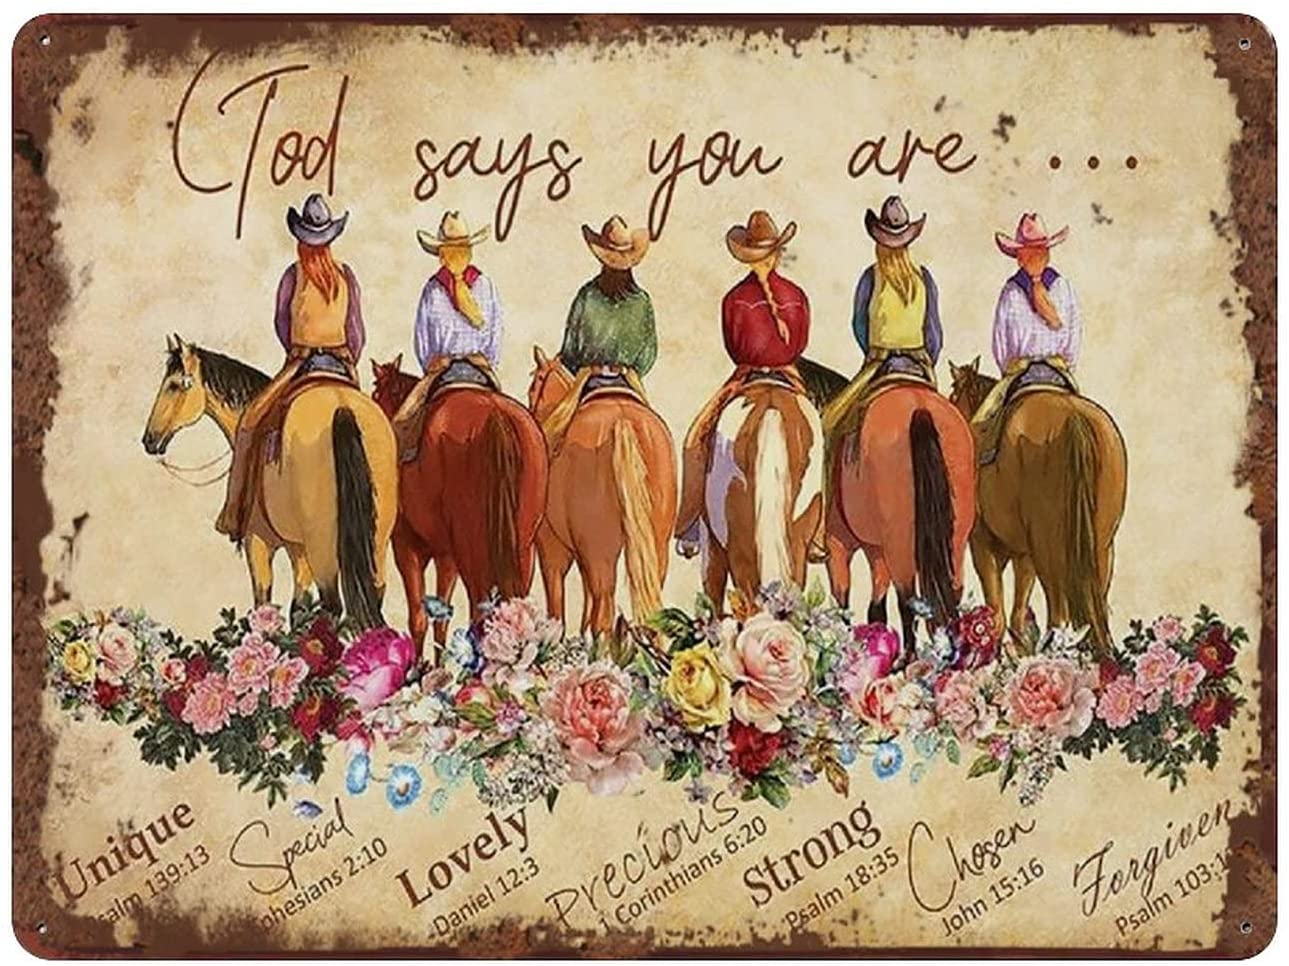 God says you are ...
Unique
salm 139:13
Special
phesians 2:10
Lovely
Daniel 12:3
Precious
1 Corinthians 6:20
Strong
Psalm 18:35
Chosen
John 15:16
Forgiven
Psalm 103:1